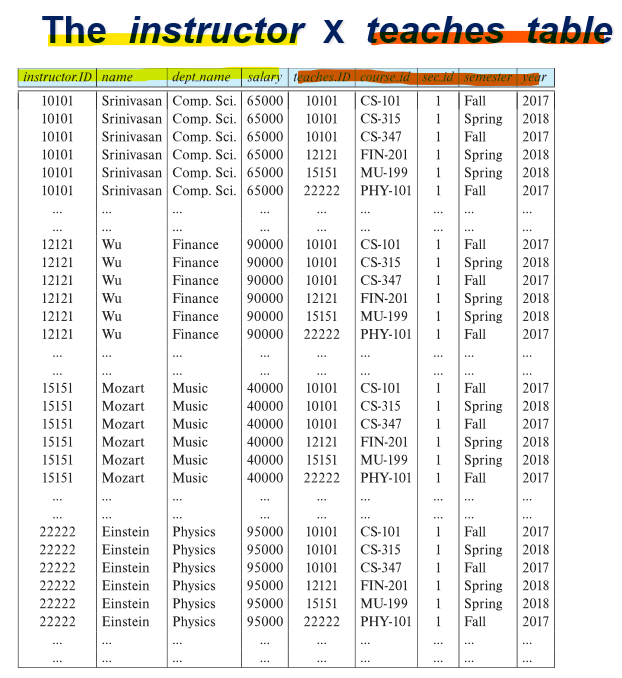 The instructor x teaches table
instructor.ID name dept_name salary teaches.ID course_id sec_id semester year
10101 Srinivasan Comp. Sci. 65000 10101 CS-101 1 Fall 2017
10101 Srinivasan Comp. Sci. 65000 10101 CS-315 1 Spring 2018
10101 Srinivasan Comp. Sci. 65000 10101 CS-347 1 Fall 2017
10101 Srinivasan Comp. Sci. 65000 12121 FIN-201 1 Spring 2018
10101 Srinivasan Comp. Sci. 65000 15151 MU-199 1 Spring 2018
10101 Srinivasan Comp. Sci. 65000 22222 PHY-101 1 Fall 2017
... ... ... ... ... ... ... ... ...
... ... ... ... ... ... ... ... ...
12121 Wu Finance 90000 10101 CS-101 1 Fall 2017
12121 Wu Finance 90000 10101 CS-315 1 Spring 2018
12121 Wu Finance 90000 10101 CS-347 1 Fall 2017
12121 Wu Finance 90000 12121 FIN-201 1 Spring 2018
12121 Wu Finance 90000 15151 MU-199 1 Spring 2018
12121 Wu Finance 90000 22222 PHY-101 1 Fall 2017
... ... ... ... ... ... ... ... ...
... ... ... ... ... ... ... ... ...
15151 Mozart Music 40000 10101 CS-101 1 Fall 2017
15151 Mozart Music 40000 10101 CS-315 1 Spring 2018
15151 Mozart Music 40000 10101 CS-347 1 Fall 2017
15151 Mozart Music 40000 12121 FIN-201 1 Spring 2018
15151 Mozart Music 40000 15151 MU-199 1 Spring 2018
15151 Mozart Music 40000 22222 PHY-101 1 Fall 2017
... ... ... ... ... ... ... ... ...
... ... ... ... ... ... ... ... ...
22222 Einstein Physics 95000 10101 CS-101 1 Fall 2017
22222 Einstein Physics 95000 10101 CS-315 1 Spring 2018
22222 Einstein Physics 95000 10101 CS-347 1 Fall 2017
22222 Einstein Physics 95000 12121 FIN-201 1 Spring 2018
22222 Einstein Physics 95000 15151 MU-199 1 Spring 2018
22222 Einstein Physics 95000 22222 PHY-101 1 Fall 2017
... ... ... ... ... ... ... ... ...
... ... ... ... ... ... ... ... ...